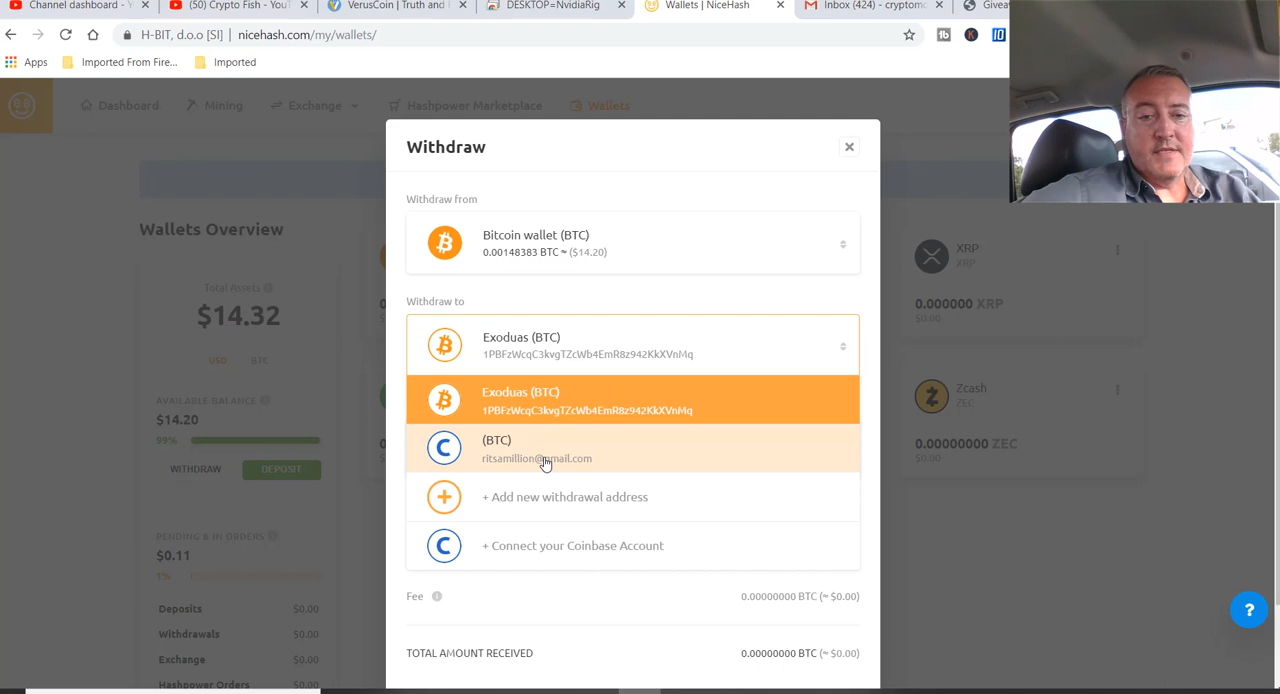 Channel dashboard - Y
(50) Crypto Fish - YouT
VerusCoin | Truth and P
DESKTOP=NvidiaRig
Wallets | NiceHash
Inbox (424) - cryptomo
Givea
H-BIT, d.o.o [SI] | nicehash.com/my/wallets/
Apps
Imported From Fire...
Imported
Dashboard
Mining
Exchange
Hashpower Marketplace
Wallets
Withdraw
Withdraw from
Bitcoin wallet (BTC)
0.00148383 BTC ≈ ($14.20)
Withdraw to
Exoduas (BTC)
1PBFzWcqC3kvgTZcWb4EmR8z942KkXVnMq
Exoduas (BTC)
1PBFzWcqC3kvgTZcWb4EmR8z942KkXVnMq
(BTC)
ritsamillion@gmail.com
+ Add new withdrawal address
+ Connect your Coinbase Account
Fee
0.00000000 BTC (≈ $0.00)
TOTAL AMOUNT RECEIVED
0.00000000 BTC (≈ $0.00)
Wallets Overview
Total Assets
$14.32
USD
BTC
AVAILABLE BALANCE
$14.20
99%
WITHDRAW
DEPOSIT
PENDING & IN ORDERS
$0.11
1%
Deposits $0.00
Withdrawals $0.00
Exchange $0.00
Hashpower Orders $0.00
XRP
XRP
0.000000 XRP
$0.00
Zcash
ZEC
0.00000000 ZEC
$0.00
?